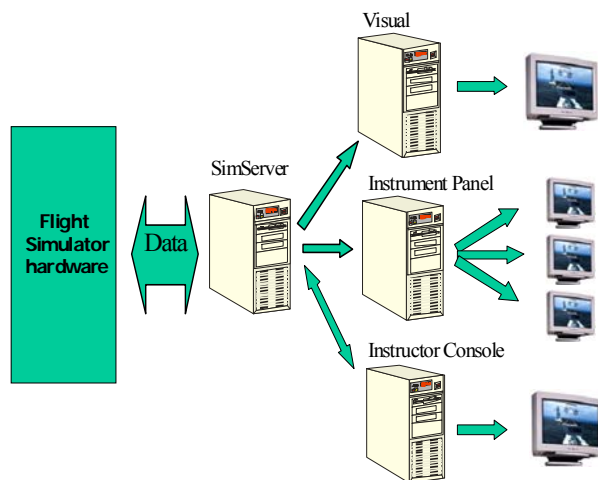 Visual
SimServer
Instrument Panel
Flight
Simulator
hardware
Data
Instructor Console